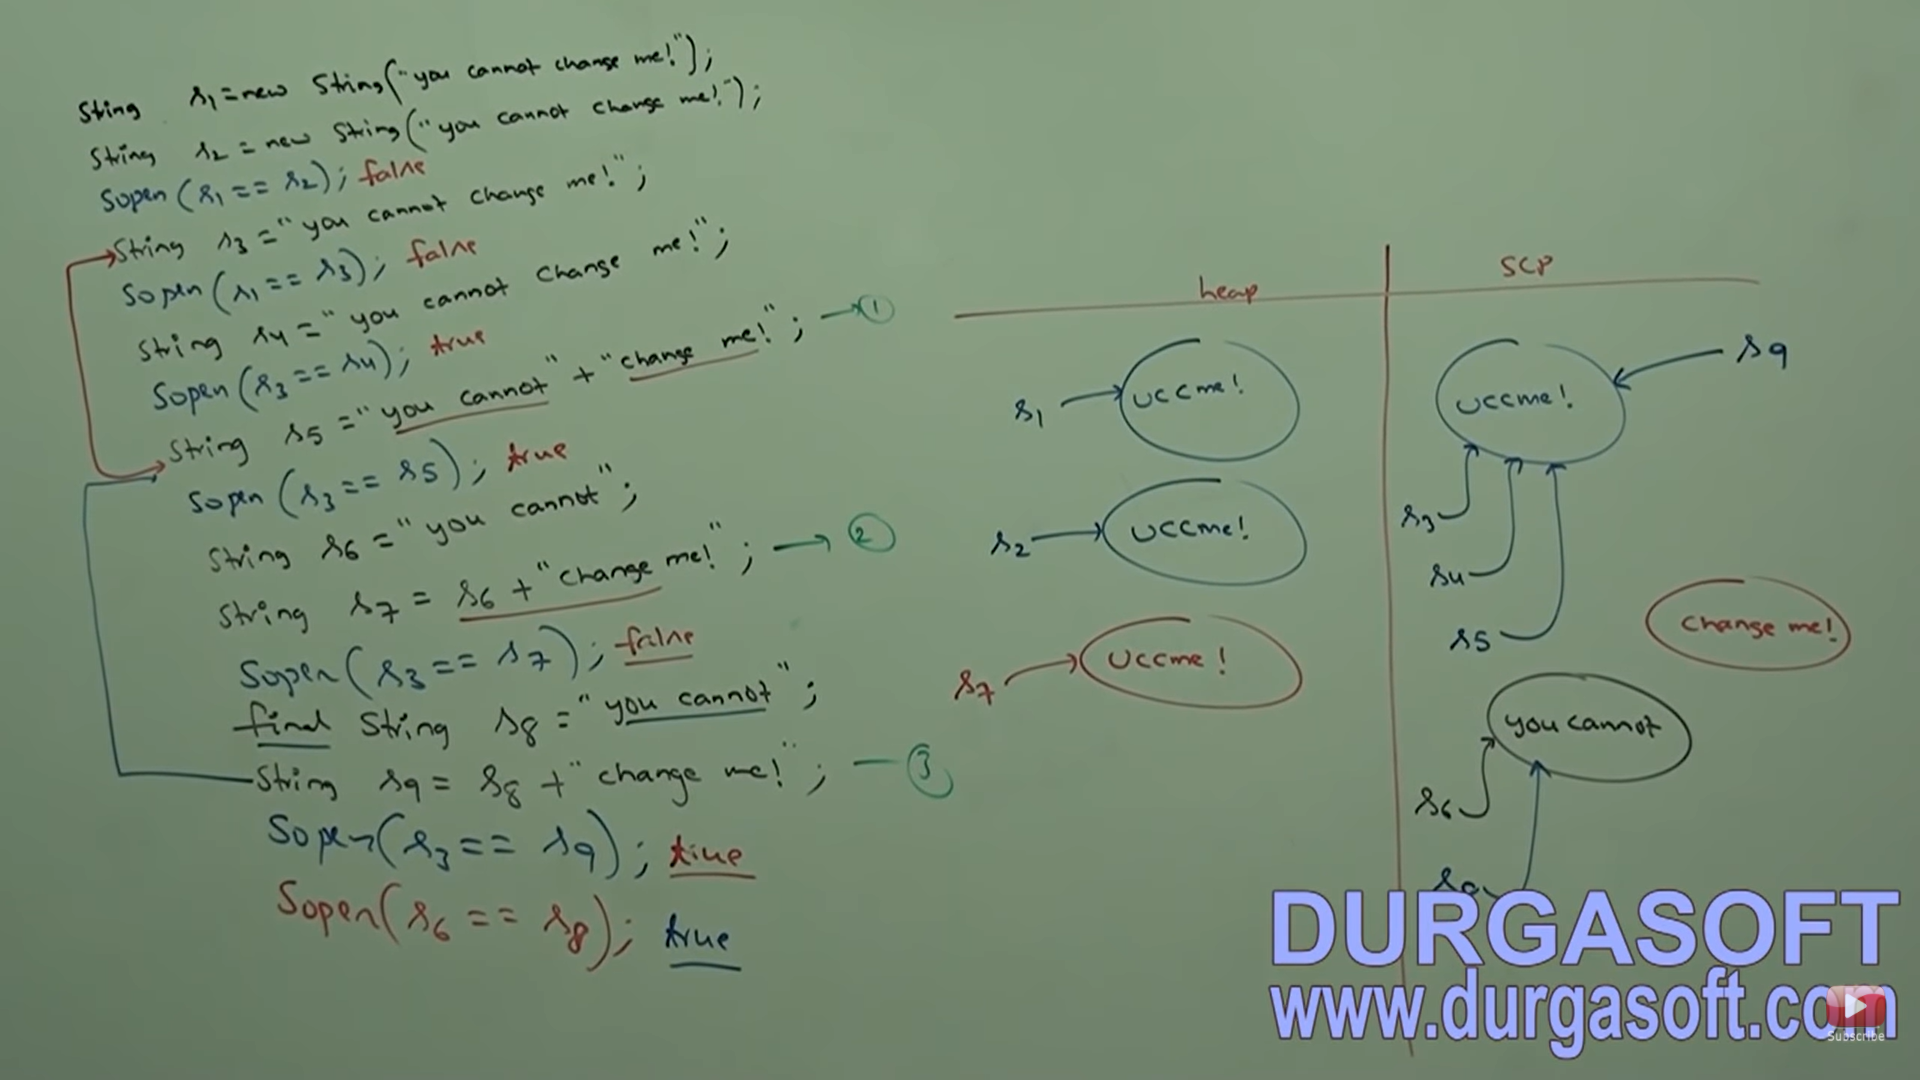 String s1=new String("you cannot change me!");
String s2 = new String("you cannot change me!");
Sopen(s1 == s2); false
String s3 = "you cannot change me!";
Sopen(s1 == s3); false
String s4 = "you cannot change me!";
Sopen(s3 == s4); true
String s5 = "you cannot" + "change me!"; → 1
Sopen(s3 == s5); true
String s6 = "you cannot";
String s7 = s6 + "change me!"; → 2
Sopen(s3 == s7); false
final String s8 = "you cannot";
String s9 = s8 + "change me!"; — 3
Sopen(s3 == s9); true
Sopen(s6 == s8); true
heap
SCP
s1 → UCCme!
UCCme! ← s9
s2 → UCCme!
s3
s4
s5
s7 → UCCme!
change me!
you cannot
s6
DURGASOFT
www.durgasoft.com
Subscribe